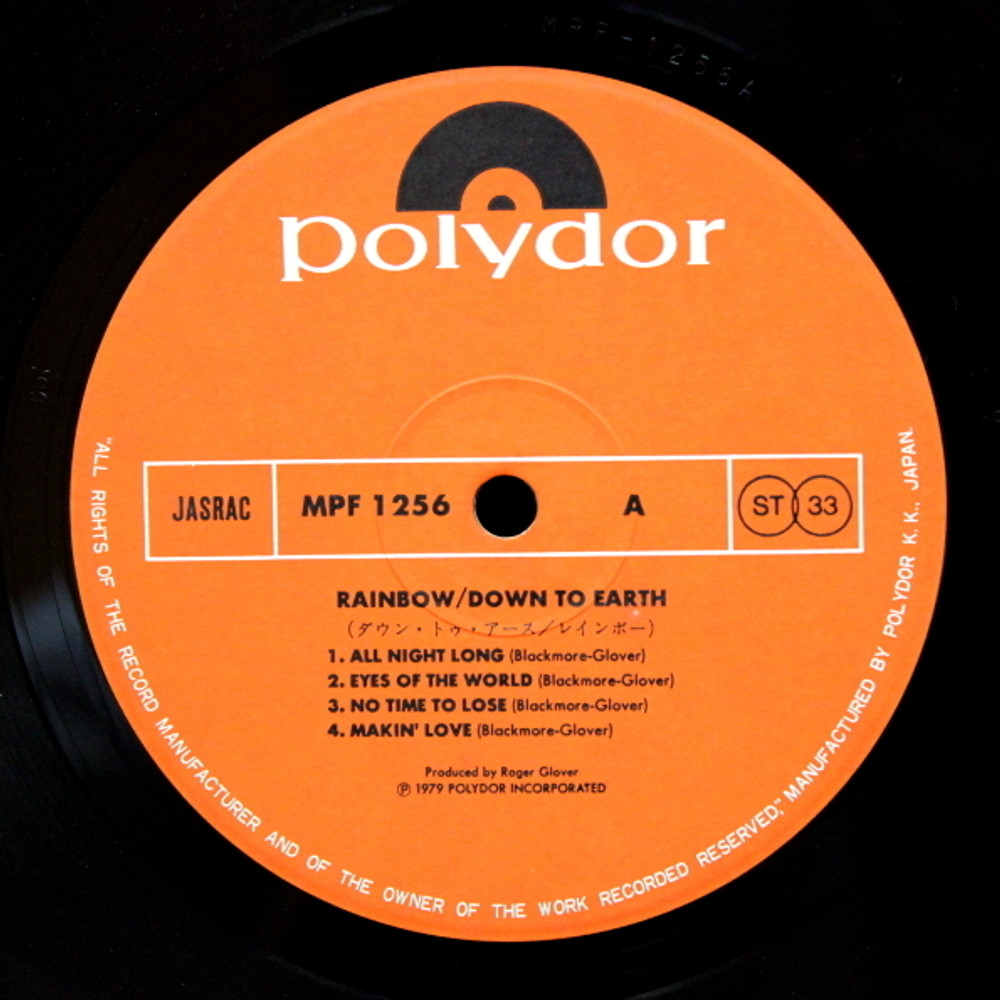 MPF-1256A
polydor
JASRAC
MPF 1256
A
ST 33
RAINBOW/DOWN TO EARTH
(ダウン・トゥ・アース/レインボー)
1. ALL NIGHT LONG (Blackmore-Glover)
2. EYES OF THE WORLD (Blackmore-Glover)
3. NO TIME TO LOSE (Blackmore-Glover)
4. MAKIN' LOVE (Blackmore-Glover)
Produced by Roger Glover
Ⓟ 1979 POLYDOR INCORPORATED
"ALL RIGHTS OF THE RECORD MANUFACTURER AND OF THE OWNER OF THE WORK RECORDED RESERVED," MANUFACTURED BY POLYDOR K.K., JAPAN.